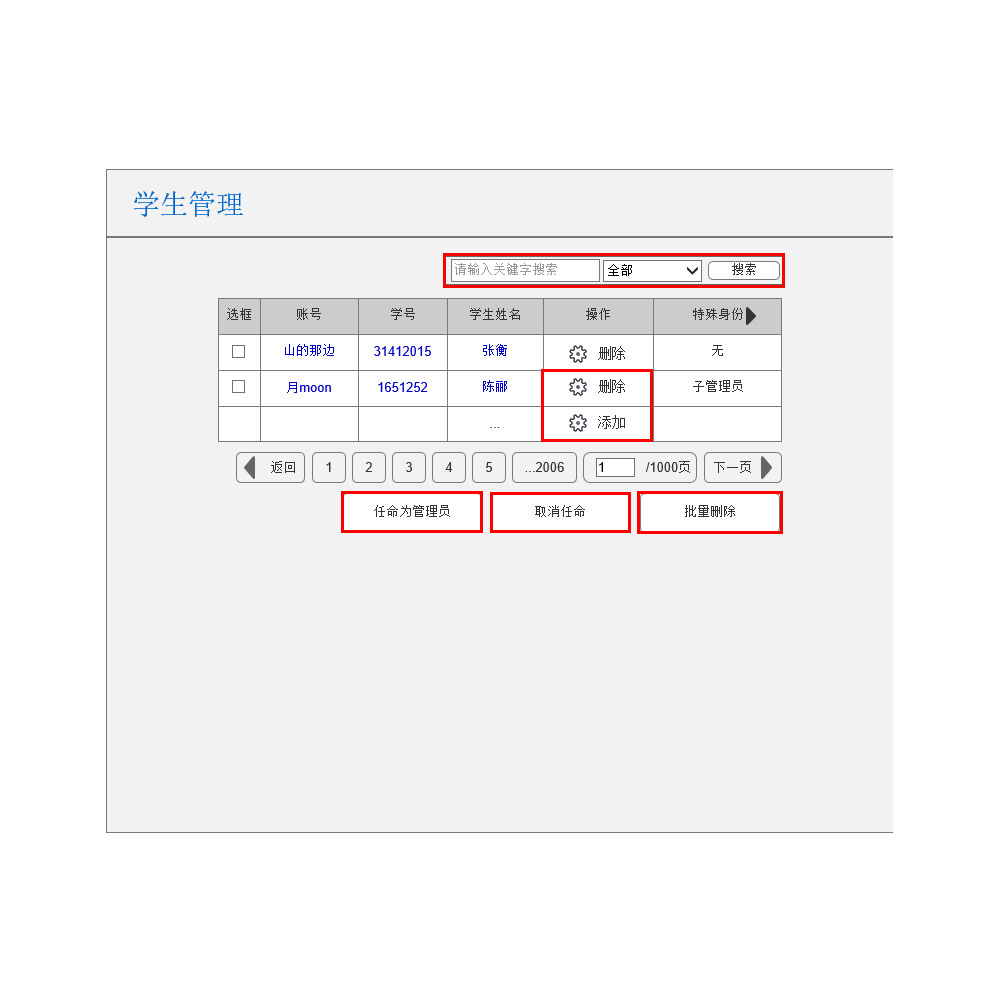 学生管理
请输入关键字搜索 全部 搜索
选框 账号 学号 学生姓名 操作 特殊身份
山的那边 31412015 张衡 删除 无
月moon 1651252 陈郦 删除 子管理员
... 添加
返回 1 2 3 4 5 ...2006 1 /1000页 下一页
任命为管理员 取消任命 批量删除